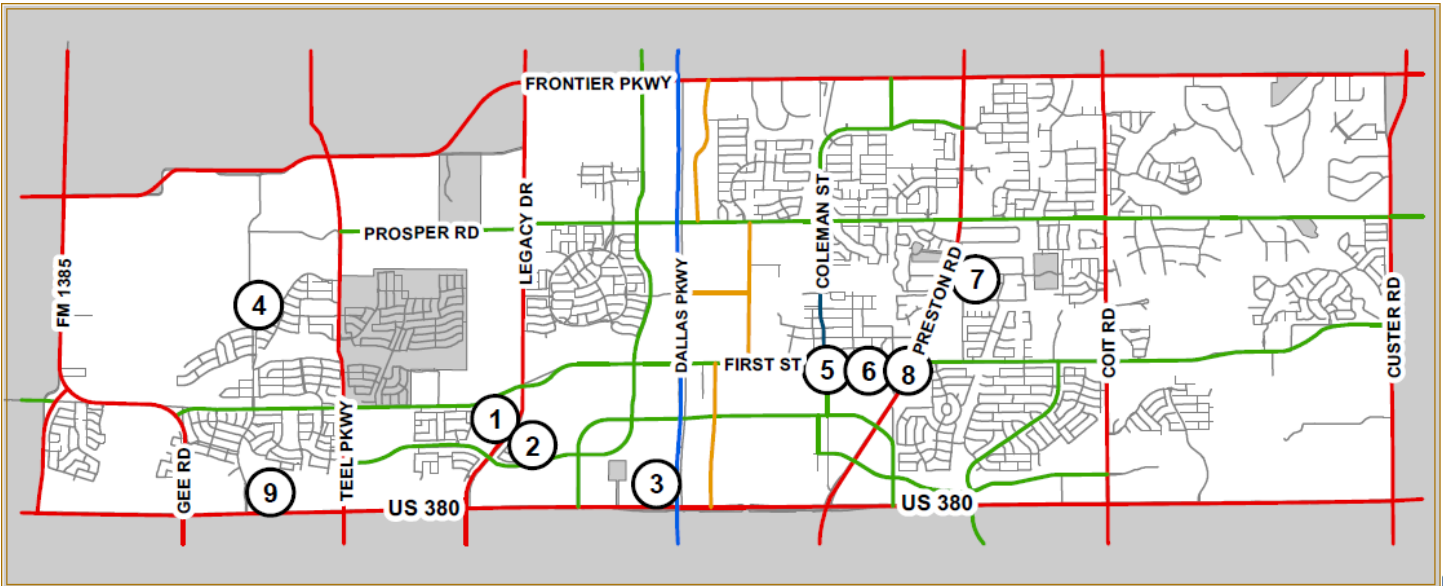 FRONTIER PKWY
LEGACY DR
COLEMAN ST
PROSPER RD
FM 1385
4
DALLAS PKWY
PRESTON RD
7
CUSTER RD
COIT RD
FIRST ST
5
6
8
1
2
TEEL PKWY
GEE RD
9
3
US 380
US 380